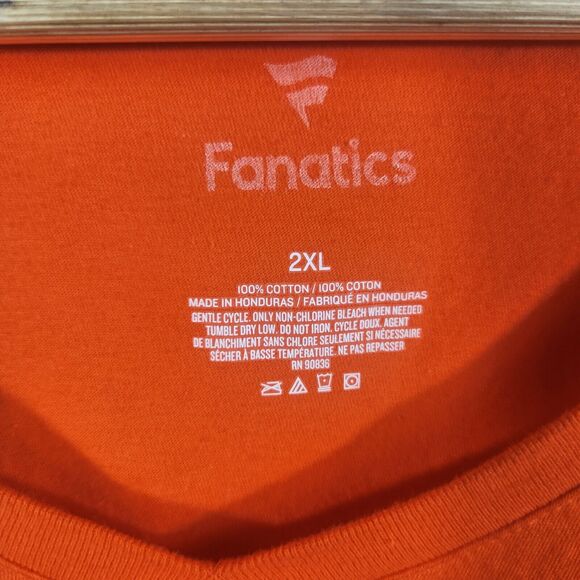 Fanatics
2XL
100% COTTON / 100% COTON
MADE IN HONDURAS / FABRIQUÉ EN HONDURAS
GENTLE CYCLE. ONLY NON-CHLORINE BLEACH WHEN NEEDED
TUMBLE DRY LOW. DO NOT IRON. CYCLE DOUX. AGENT
DE BLANCHIMENT SANS CHLORE SEULEMENT SI NÉCESSAIRE
SÉCHER À BASSE TEMPÉRATURE. NE PAS REPASSER
RN 90836